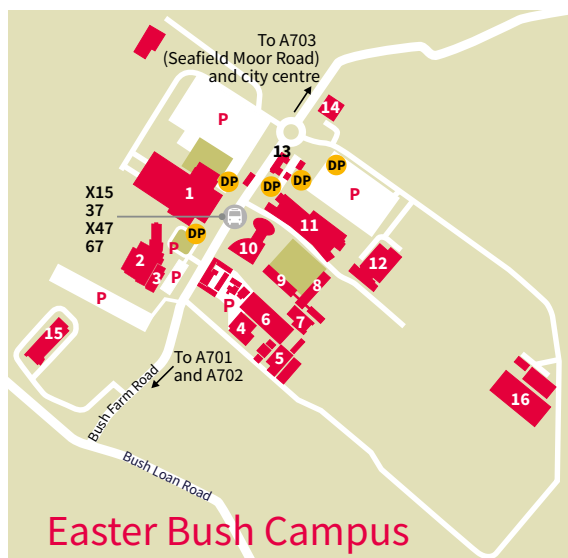 To A703
(Seafield Moor Road)
and city centre
14
P
13
DP
DP
DP
DP
P
1
X15
37
X47
67
11
DP
P
10
12
2
3
P
9
8
P
P
6
7
4
15
5
To A701
and A702
16
Bush Farm Road
Bush Loan Road
Easter Bush Campus